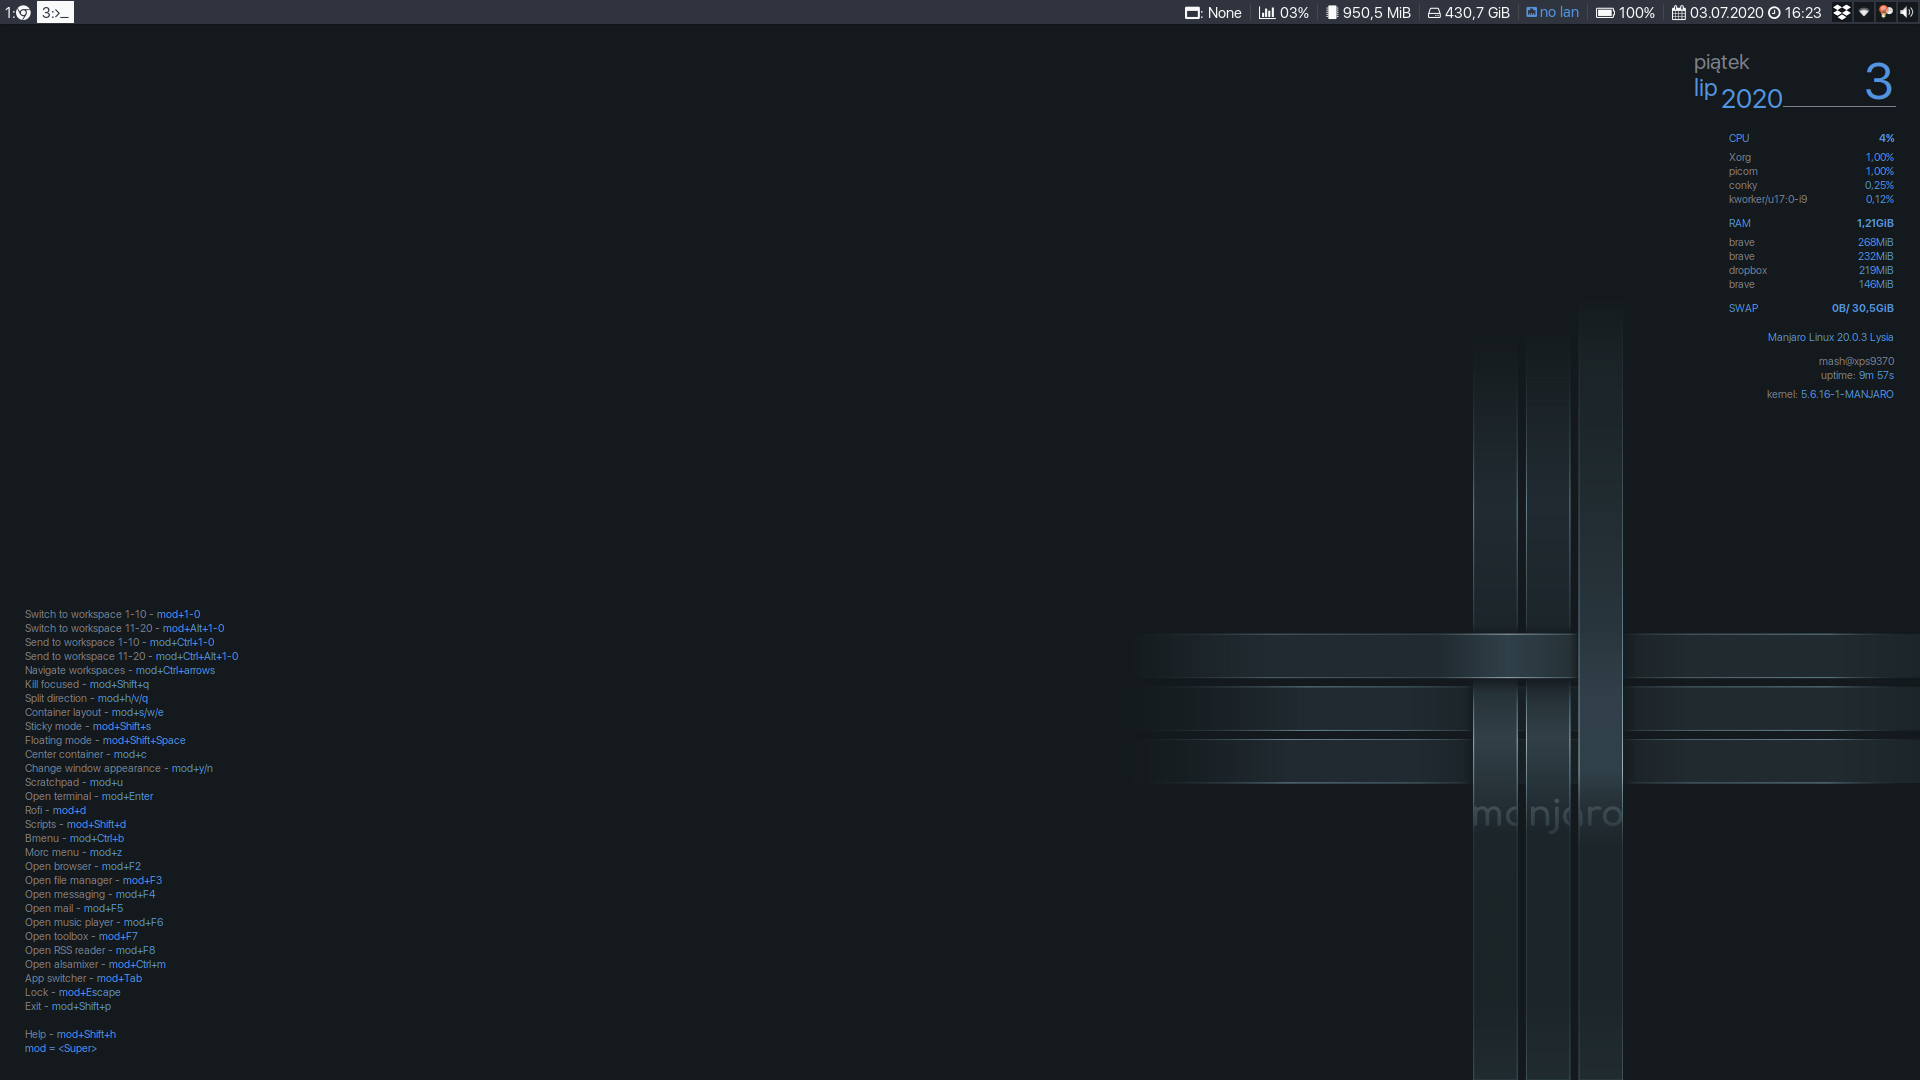 1:
3:>_
: None
03%
950,5 MiB
430,7 GiB
no lan
100%
03.07.2020 16:23
piątek
lip 2020 3
CPU 4%
Xorg 1,00%
picom 1,00%
conky 0,25%
kworker/u17:0-i9 0,12%
RAM 1,21GiB
brave 268MiB
brave 232MiB
dropbox 219MiB
brave 146MiB
SWAP 0B/ 30,5GiB
Manjaro Linux 20.0.3 Lysia
mash@xps9370
uptime: 9m 57s
kernel: 5.6.16-1-MANJARO
Switch to workspace 1-10 - mod+1-0
Switch to workspace 11-20 - mod+Alt+1-0
Send to workspace 1-10 - mod+Ctrl+1-0
Send to workspace 11-20 - mod+Ctrl+Alt+1-0
Navigate workspaces - mod+Ctrl+arrows
Kill focused - mod+Shift+q
Split direction - mod+h/v/q
Container layout - mod+s/w/e
Sticky mode - mod+Shift+s
Floating mode - mod+Shift+Space
Center container - mod+c
Change window appearance - mod+y/n
Scratchpad - mod+u
Open terminal - mod+Enter
Rofi - mod+d
Scripts - mod+Shift+d
Bmenu - mod+Ctrl+b
Morc menu - mod+z
Open browser - mod+F2
Open file manager - mod+F3
Open messaging - mod+F4
Open mail - mod+F5
Open music player - mod+F6
Open toolbox - mod+F7
Open RSS reader - mod+F8
Open alsamixer - mod+Ctrl+m
App switcher - mod+Tab
Lock - mod+Escape
Exit - mod+Shift+p
Help - mod+Shift+h
mod = <Super>
manjaro